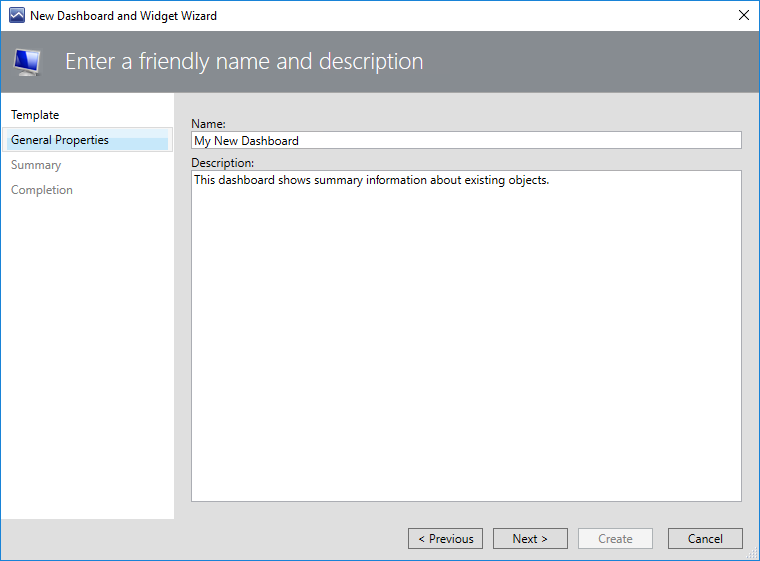 New Dashboard and Widget Wizard
Enter a friendly name and description
Template
General Properties
Summary
Completion
Name:
My New Dashboard
Description:
This dashboard shows summary information about existing objects.
< Previous
Next >
Create
Cancel